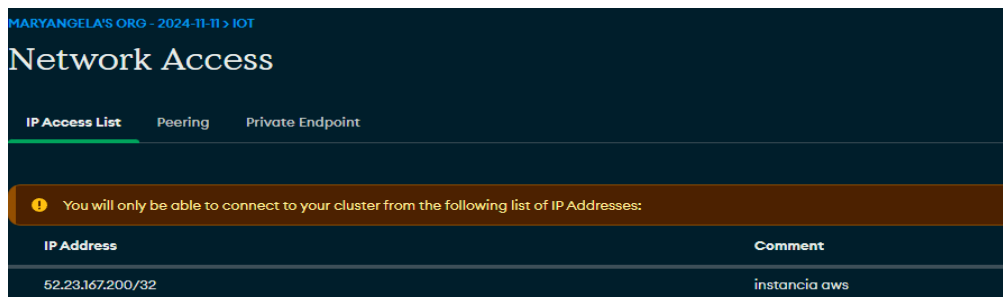 MARYANGELA'S ORG - 2024-11-11 > IOT
Network Access
IP Access List Peering Private Endpoint
You will only be able to connect to your cluster from the following list of IP Addresses:
IP Address Comment
52.23.167.200/32 instancia aws